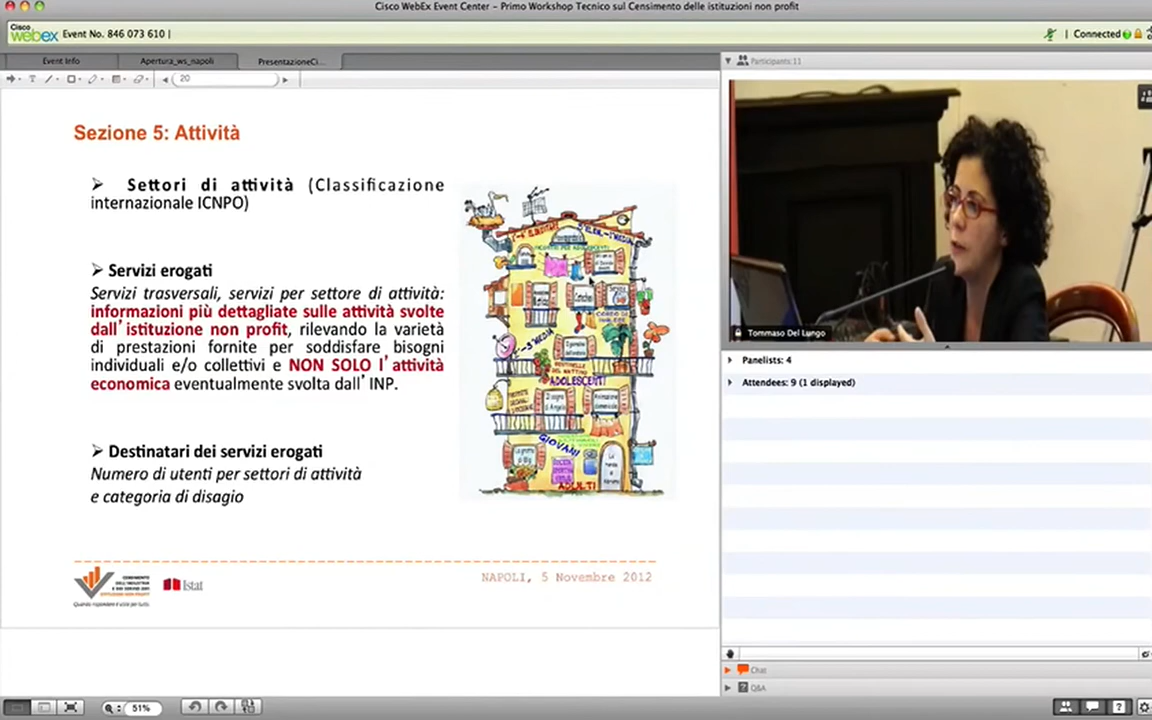 Cisco WebEx Event Center – Primo Workshop Tecnico sul Censimento delle istituzioni non profit
Cisco
webex
Event No. 846 073 610 |
| Connected
Event Info
Apertura_ws_napoli
PresentazioneCi...
20
Participants: 11
Sezione 5: Attività
➢ Settori di attività (Classificazione
internazionale ICNPO)
➢ Servizi erogati
Servizi trasversali, servizi per settore di attività:
informazioni più dettagliate sulle attività svolte
dall'istituzione non profit, rilevando la varietà
di prestazioni fornite per soddisfare bisogni
individuali e/o collettivi e NON SOLO l'attività
economica eventualmente svolta dall' INP.
➢ Destinatari dei servizi erogati
Numero di utenti per settori di attività
e categoria di disagio
ADOLESCENTI
GIOVANI
ADULTI
Istat
NAPOLI, 5 Novembre 2012
Tommaso Del Lungo
Panelists: 4
Attendees: 9 (1 displayed)
Chat
Q&A
51%